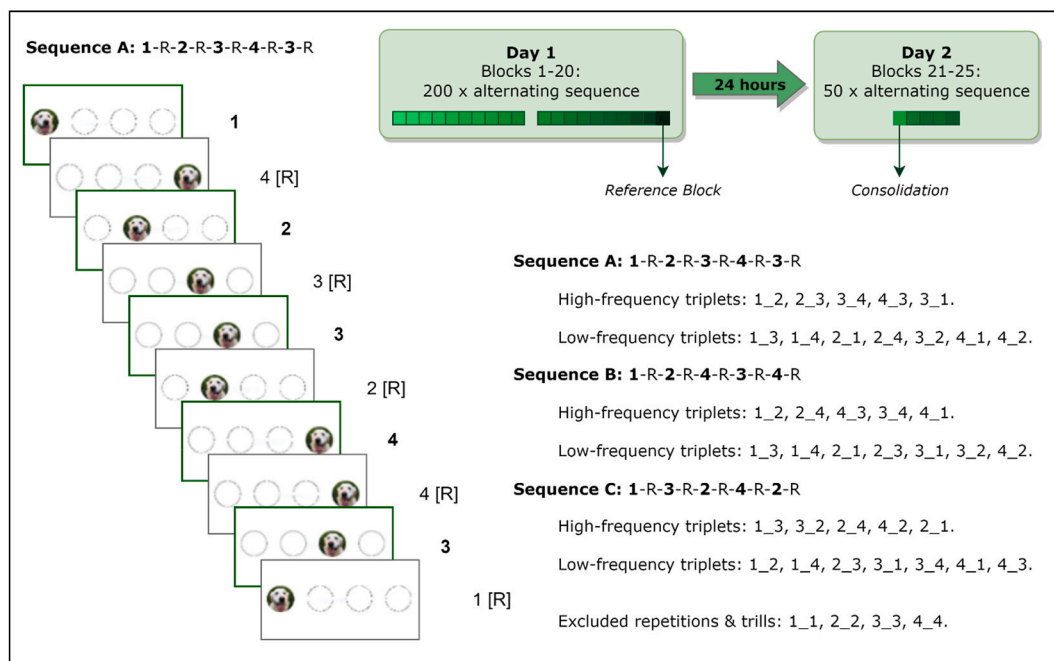 Sequence A: 1-R-2-R-3-R-4-R-3-R
1
4 [R]
2
3 [R]
3
2 [R]
4
4 [R]
3
1 [R]
Day 1
Blocks 1-20:
200 x alternating sequence
24 hours
Day 2
Blocks 21-25:
50 x alternating sequence
Reference Block
Consolidation
Sequence A: 1-R-2-R-3-R-4-R-3-R
High-frequency triplets: 1_2, 2_3, 3_4, 4_3, 3_1.
Low-frequency triplets: 1_3, 1_4, 2_1, 2_4, 3_2, 4_1, 4_2.
Sequence B: 1-R-2-R-4-R-3-R-4-R
High-frequency triplets: 1_2, 2_4, 4_3, 3_4, 4_1.
Low-frequency triplets: 1_3, 1_4, 2_1, 2_3, 3_1, 3_2, 4_2.
Sequence C: 1-R-3-R-2-R-4-R-2-R
High-frequency triplets: 1_3, 3_2, 2_4, 4_2, 2_1.
Low-frequency triplets: 1_2, 1_4, 2_3, 3_1, 3_4, 4_1, 4_3.
Excluded repetitions & trills: 1_1, 2_2, 3_3, 4_4.